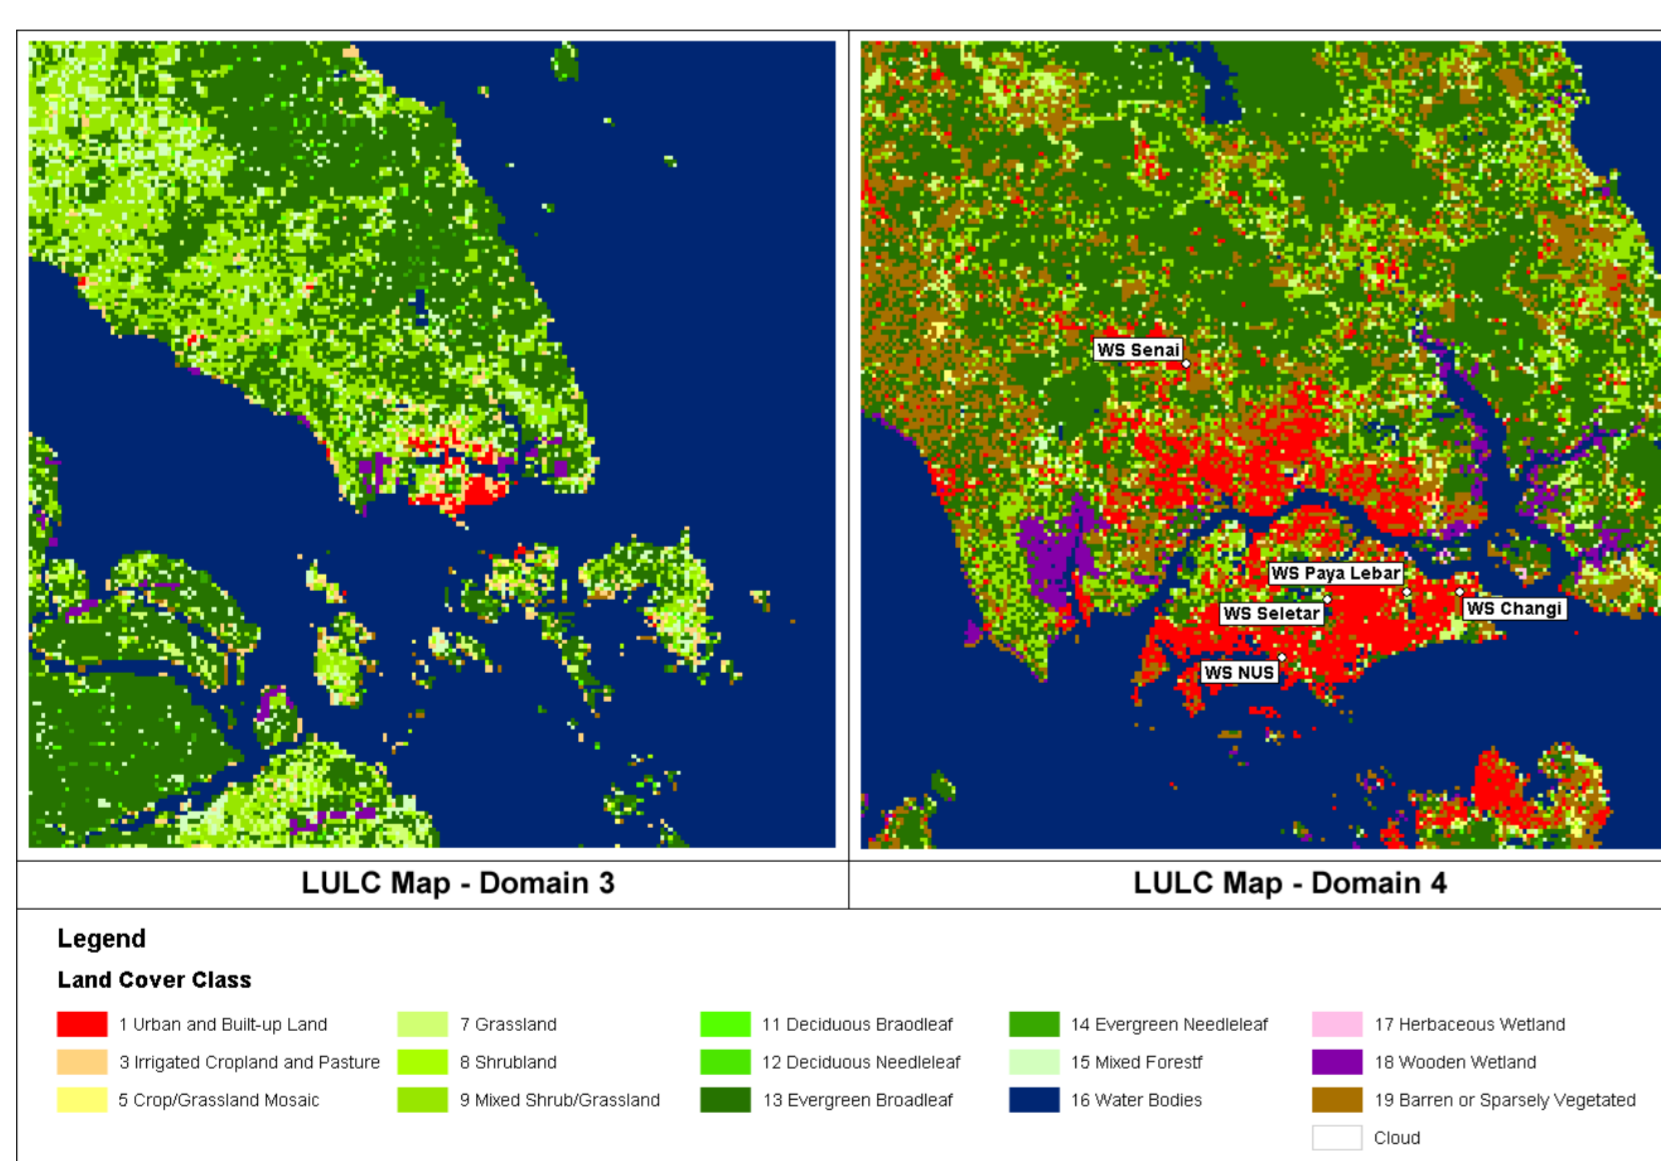 WS Senai
WS Paya Lebar
WS Seletar
WS Changi
WS NUS
LULC Map - Domain 3
LULC Map - Domain 4
Legend
Land Cover Class
1 Urban and Built-up Land
7 Grassland
11 Deciduous Braodleaf
14 Evergreen Needleleaf
17 Herbaceous Wetland
3 Irrigated Cropland and Pasture
8 Shrubland
12 Deciduous Needleleaf
15 Mixed Forestf
18 Wooden Wetland
5 Crop/Grassland Mosaic
9 Mixed Shrub/Grassland
13 Evergreen Broadleaf
16 Water Bodies
19 Barren or Sparsely Vegetated
Cloud